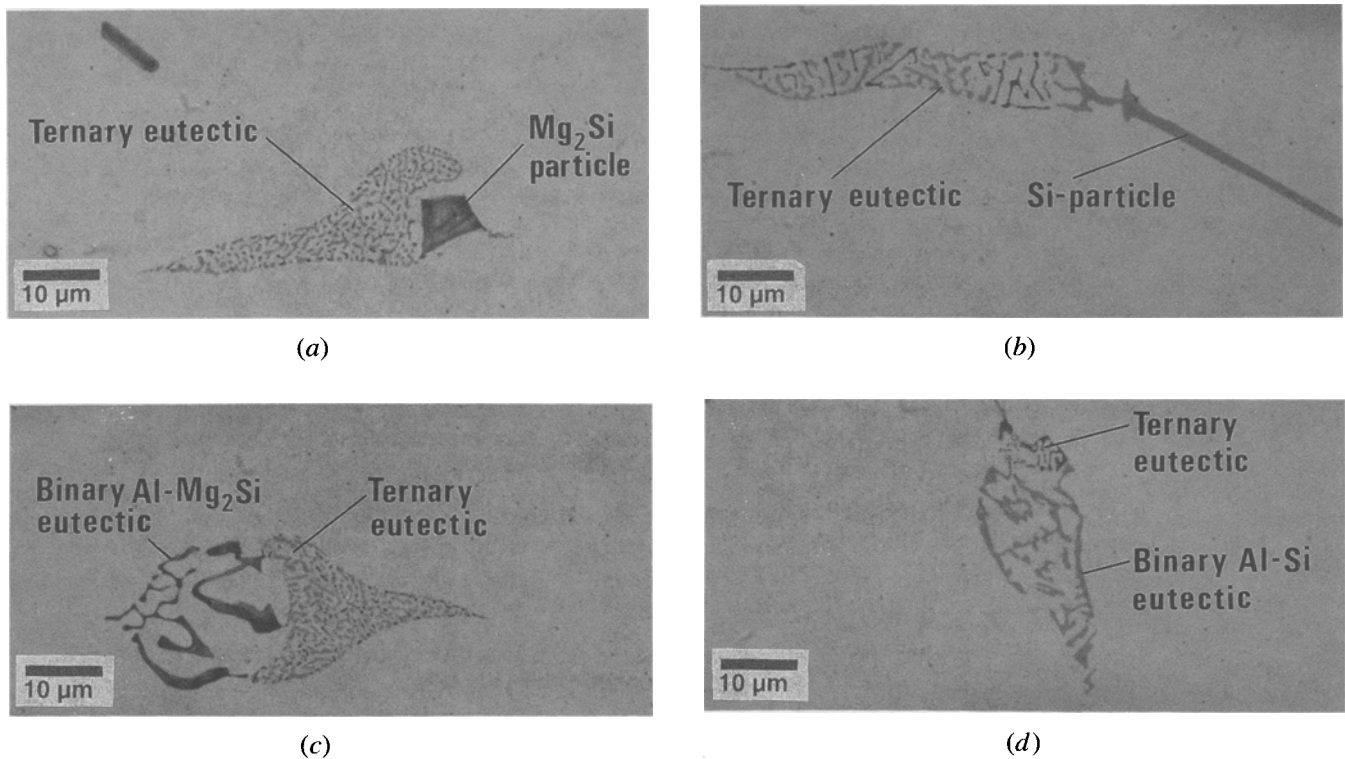 Ternary eutectic
Mg₂Si
particle
10 μm
(a)
Ternary eutectic
Si-particle
10 μm
(b)
Binary Al-Mg₂Si
eutectic
Ternary
eutectic
10 μm
(c)
Ternary
eutectic
Binary Al-Si
eutectic
10 μm
(d)